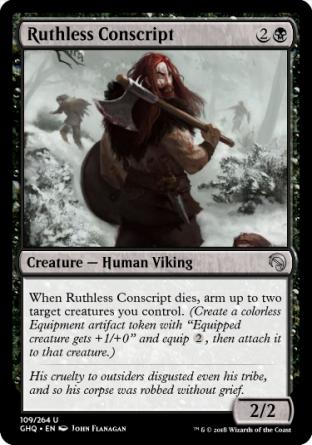 Ruthless Conscript 2
Creature — Human Viking
When Ruthless Conscript dies, arm up to two
target creatures you control. (Create a colorless
Equipment artifact token with “Equipped
creature gets +1/+0” and equip 2, then attach it
to that creature.)
His cruelty to outsiders disgusted even his tribe,
and so his corpse was robbed without grief.
2/2
109/264 U
GHQ • EN JOHN FLANAGAN
™ & © 2018 Wizards of the Coast